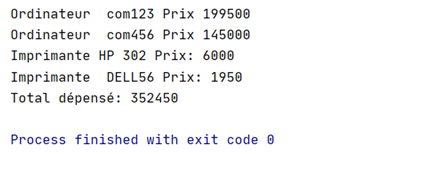 Ordinateur  com123 Prix 199500
Ordinateur  com456 Prix 145000
Imprimante HP 302 Prix: 6000
Imprimante  DELL56 Prix: 1950
Total dépensé: 352450
Process finished with exit code 0